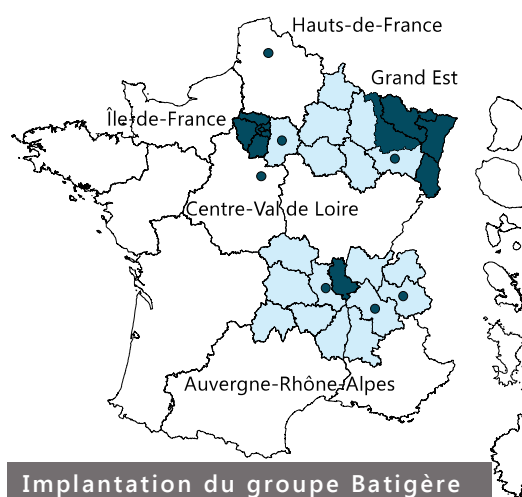 Hauts-de-France
Grand Est
Île-de-France
Centre-Val de Loire
Auvergne-Rhône-Alpes
Implantation du groupe Batigère